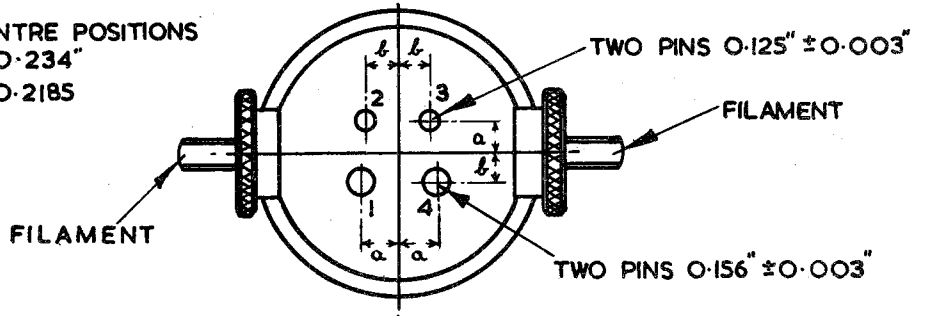 NTRE POSITIONS
0.234"
0.2185
b b
TWO PINS 0.125" ±0.003"
2 3
FILAMENT
a
b
1 4
FILAMENT
a a
TWO PINS 0.156" ±0.003"